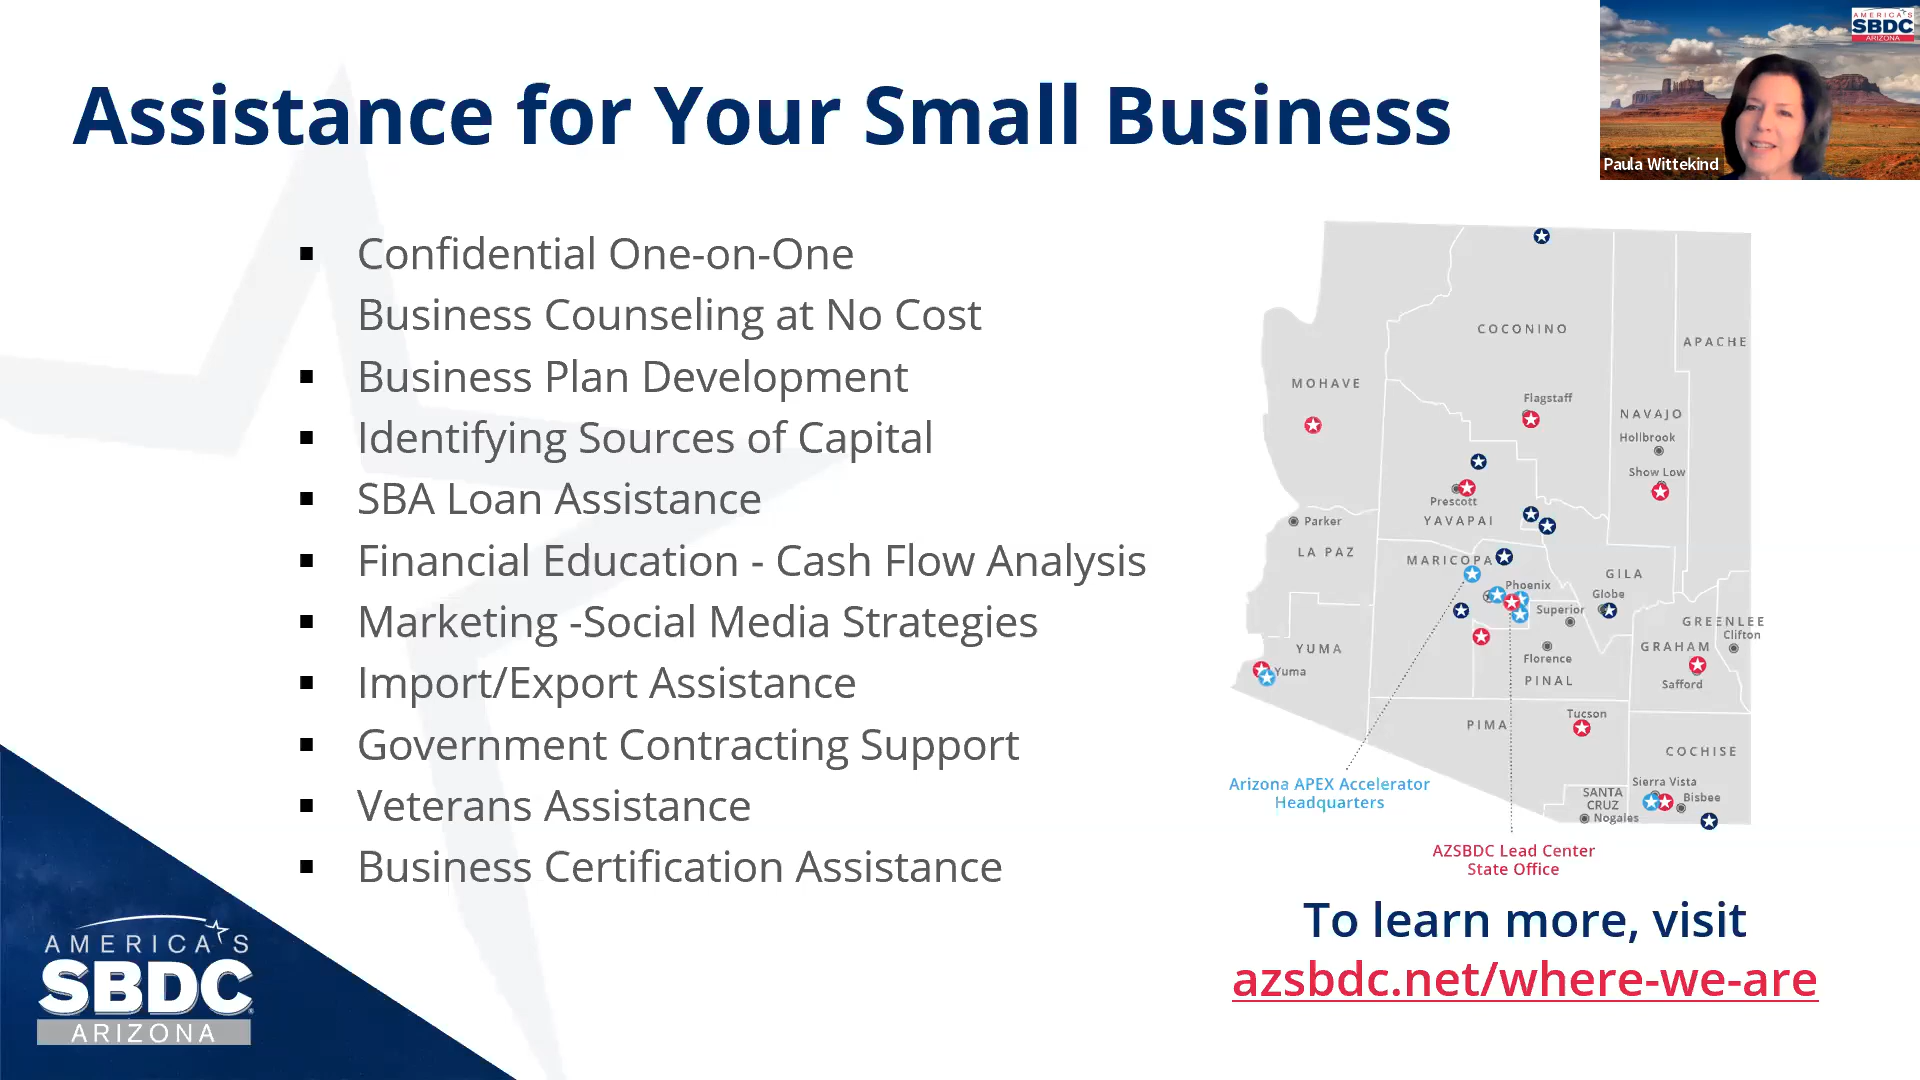 Assistance for Your Small Business
AMERICA'S
SBDC
ARIZONA
Paula Wittekind
▪ Confidential One-on-One
Business Counseling at No Cost
▪ Business Plan Development
▪ Identifying Sources of Capital
▪ SBA Loan Assistance
▪ Financial Education - Cash Flow Analysis
▪ Marketing -Social Media Strategies
▪ Import/Export Assistance
▪ Government Contracting Support
▪ Veterans Assistance
▪ Business Certification Assistance
COCONINO
APACHE
MOHAVE
Flagstaff
NAVAJO
Holbrook
Show Low
Prescott
YAVAPAI
Parker
LA PAZ
MARICOPA
GILA
Phoenix
Globe
Superior
GREENLEE
Clifton
YUMA
GRAHAM
Florence
Yuma
PINAL
Safford
Tucson
PIMA
COCHISE
Sierra Vista
SANTA
CRUZ
Bisbee
Nogales
Arizona APEX Accelerator
Headquarters
AZSBDC Lead Center
State Office
To learn more, visit
azsbdc.net/where-we-are
AMERICA'S
SBDC
ARIZONA